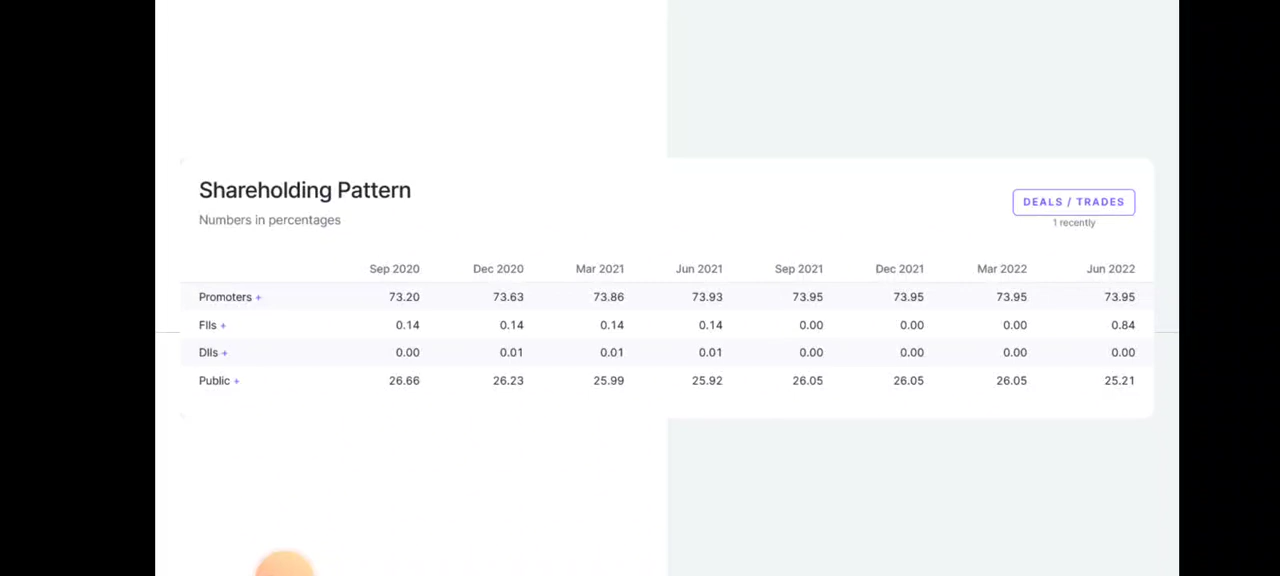 Shareholding Pattern
Numbers in percentages
DEALS / TRADES
1 recently
Sep 2020 Dec 2020 Mar 2021 Jun 2021 Sep 2021 Dec 2021 Mar 2022 Jun 2022
Promoters + 73.20 73.63 73.86 73.93 73.95 73.95 73.95 73.95
FIIs + 0.14 0.14 0.14 0.14 0.00 0.00 0.00 0.84
DIIs + 0.00 0.01 0.01 0.01 0.00 0.00 0.00 0.00
Public + 26.66 26.23 25.99 25.92 26.05 26.05 26.05 25.21